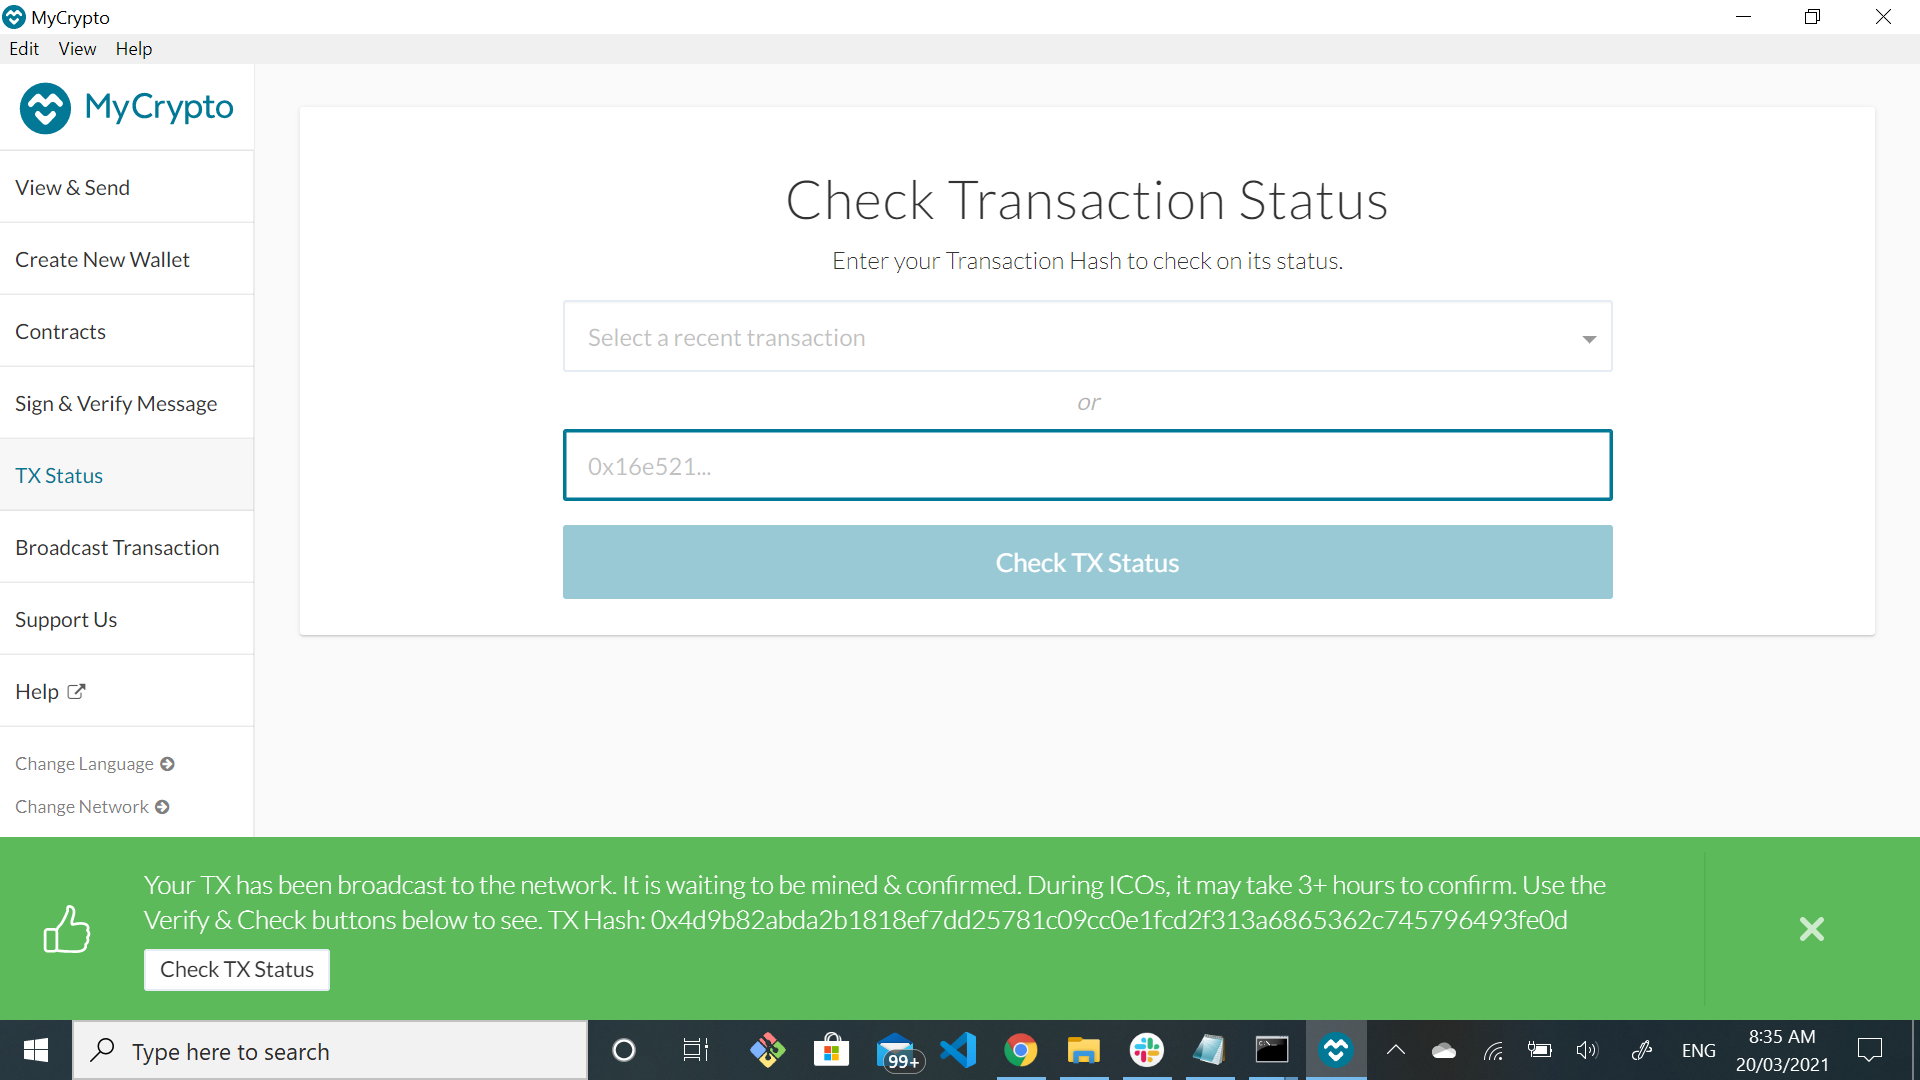 MyCrypto
Edit View Help
MyCrypto
View & Send
Create New Wallet
Contracts
Sign & Verify Message
TX Status
Broadcast Transaction
Support Us
Help
Change Language
Change Network
Check Transaction Status
Enter your Transaction Hash to check on its status.
Select a recent transaction
or
0x16e521...
Check TX Status
Your TX has been broadcast to the network. It is waiting to be mined & confirmed. During ICOs, it may take 3+ hours to confirm. Use the
Verify & Check buttons below to see. TX Hash: 0x4d9b82abda2b1818ef7dd25781c09cc0e1fcd2f313a6865362c745796493fe0d
Check TX Status
Type here to search
99+
ENG
8:35 AM
20/03/2021